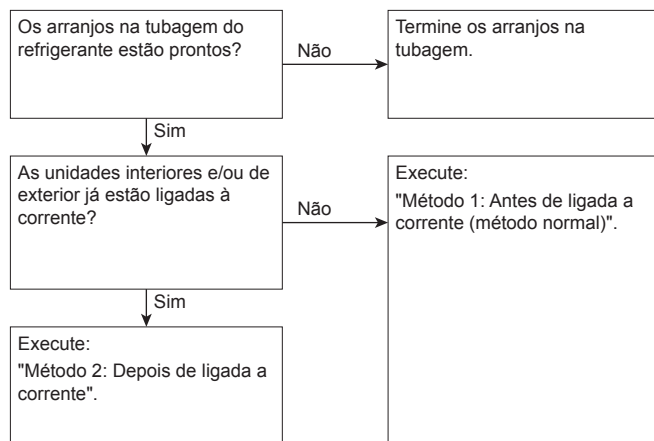 Os arranjos na tubagem do
refrigerante estão prontos?
Não
Termine os arranjos na
tubagem.
Sim
As unidades interiores e/ou de
exterior já estão ligadas à
corrente?
Não
Execute:
"Método 1: Antes de ligada a
corrente (método normal)".
Sim
Execute:
"Método 2: Depois de ligada a
corrente".